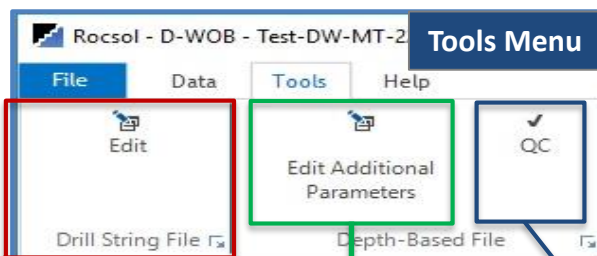 Rocsol - D-WOB - Test-DW-MT-2
Tools Menu
File Data Tools Help
Edit
Edit Additional
Parameters
QC
Drill String File
Depth-Based File